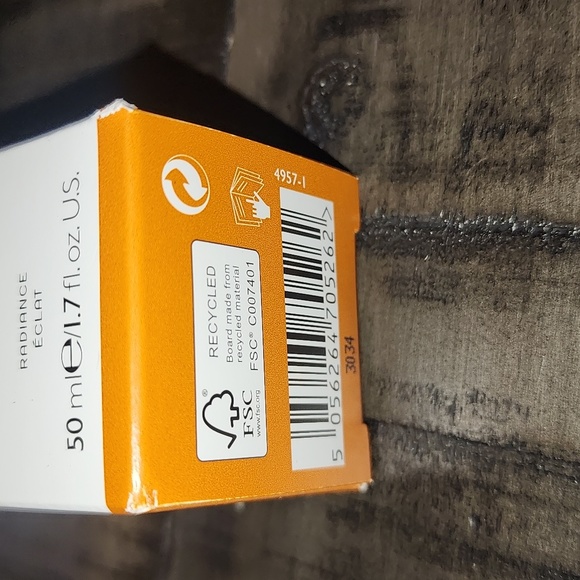 RADIANCE
ÉCLAT
50 ml ℮/1.7 fl. oz. U.S.
4957-1
RECYCLED
Board made from
recycled material
FSC® C007401
®
FSC
www.fsc.org
5 056264 705262 >
3034